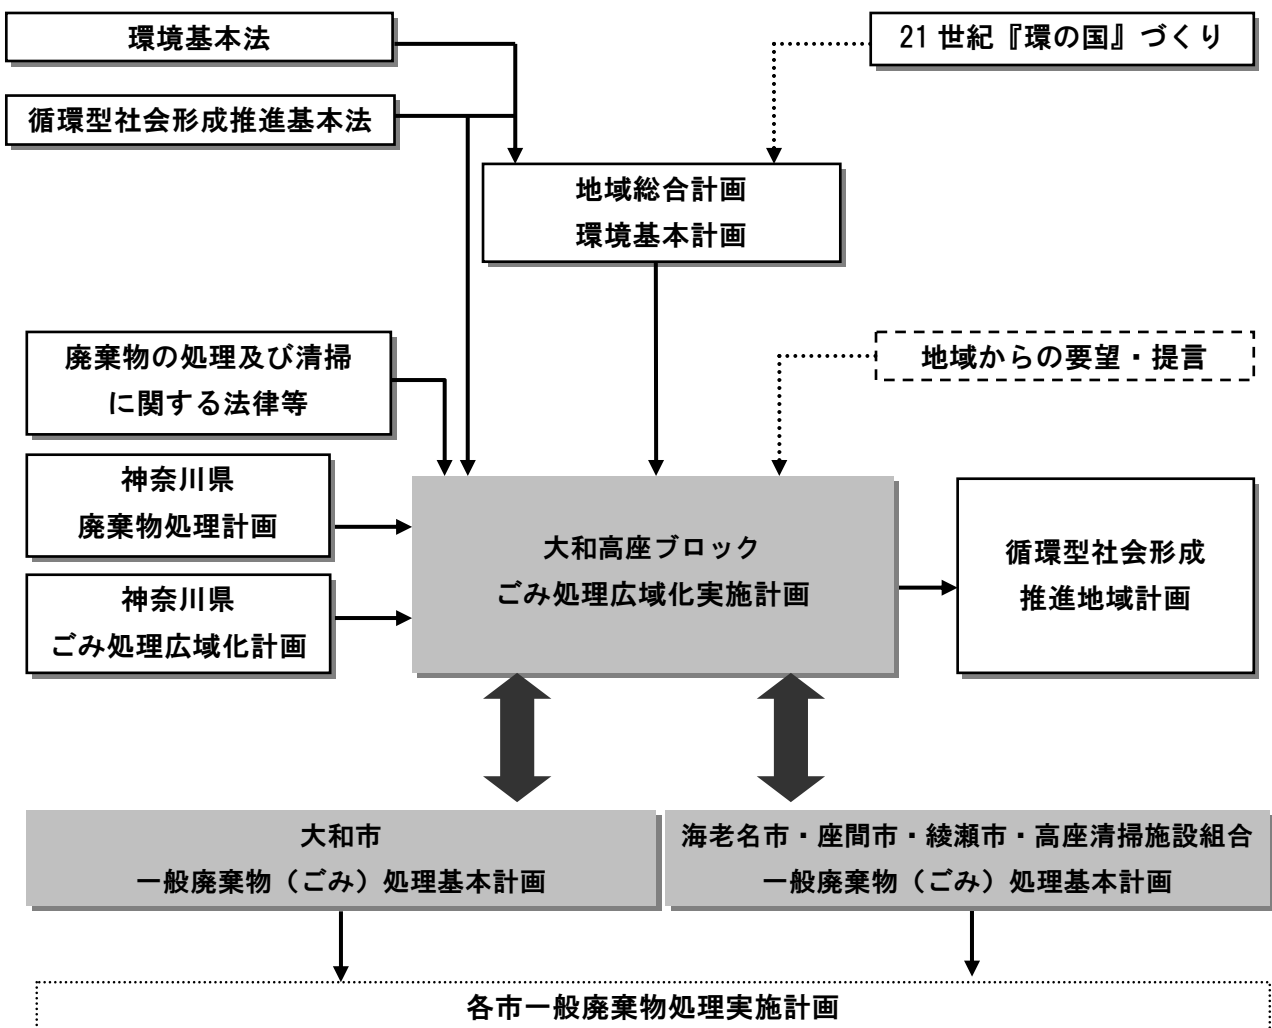 環境基本法
21世紀『環の国』づくり
循環型社会形成推進基本法
地域総合計画
環境基本計画
廃棄物の処理及び清掃
に関する法律等
地域からの要望・提言
神奈川県
廃棄物処理計画
神奈川県
ごみ処理広域化計画
大和高座ブロック
ごみ処理広域化実施計画
循環型社会形成
推進地域計画
大和市
一般廃棄物（ごみ）処理基本計画
海老名市・座間市・綾瀬市・高座清掃施設組合
一般廃棄物（ごみ）処理基本計画
各市一般廃棄物処理実施計画